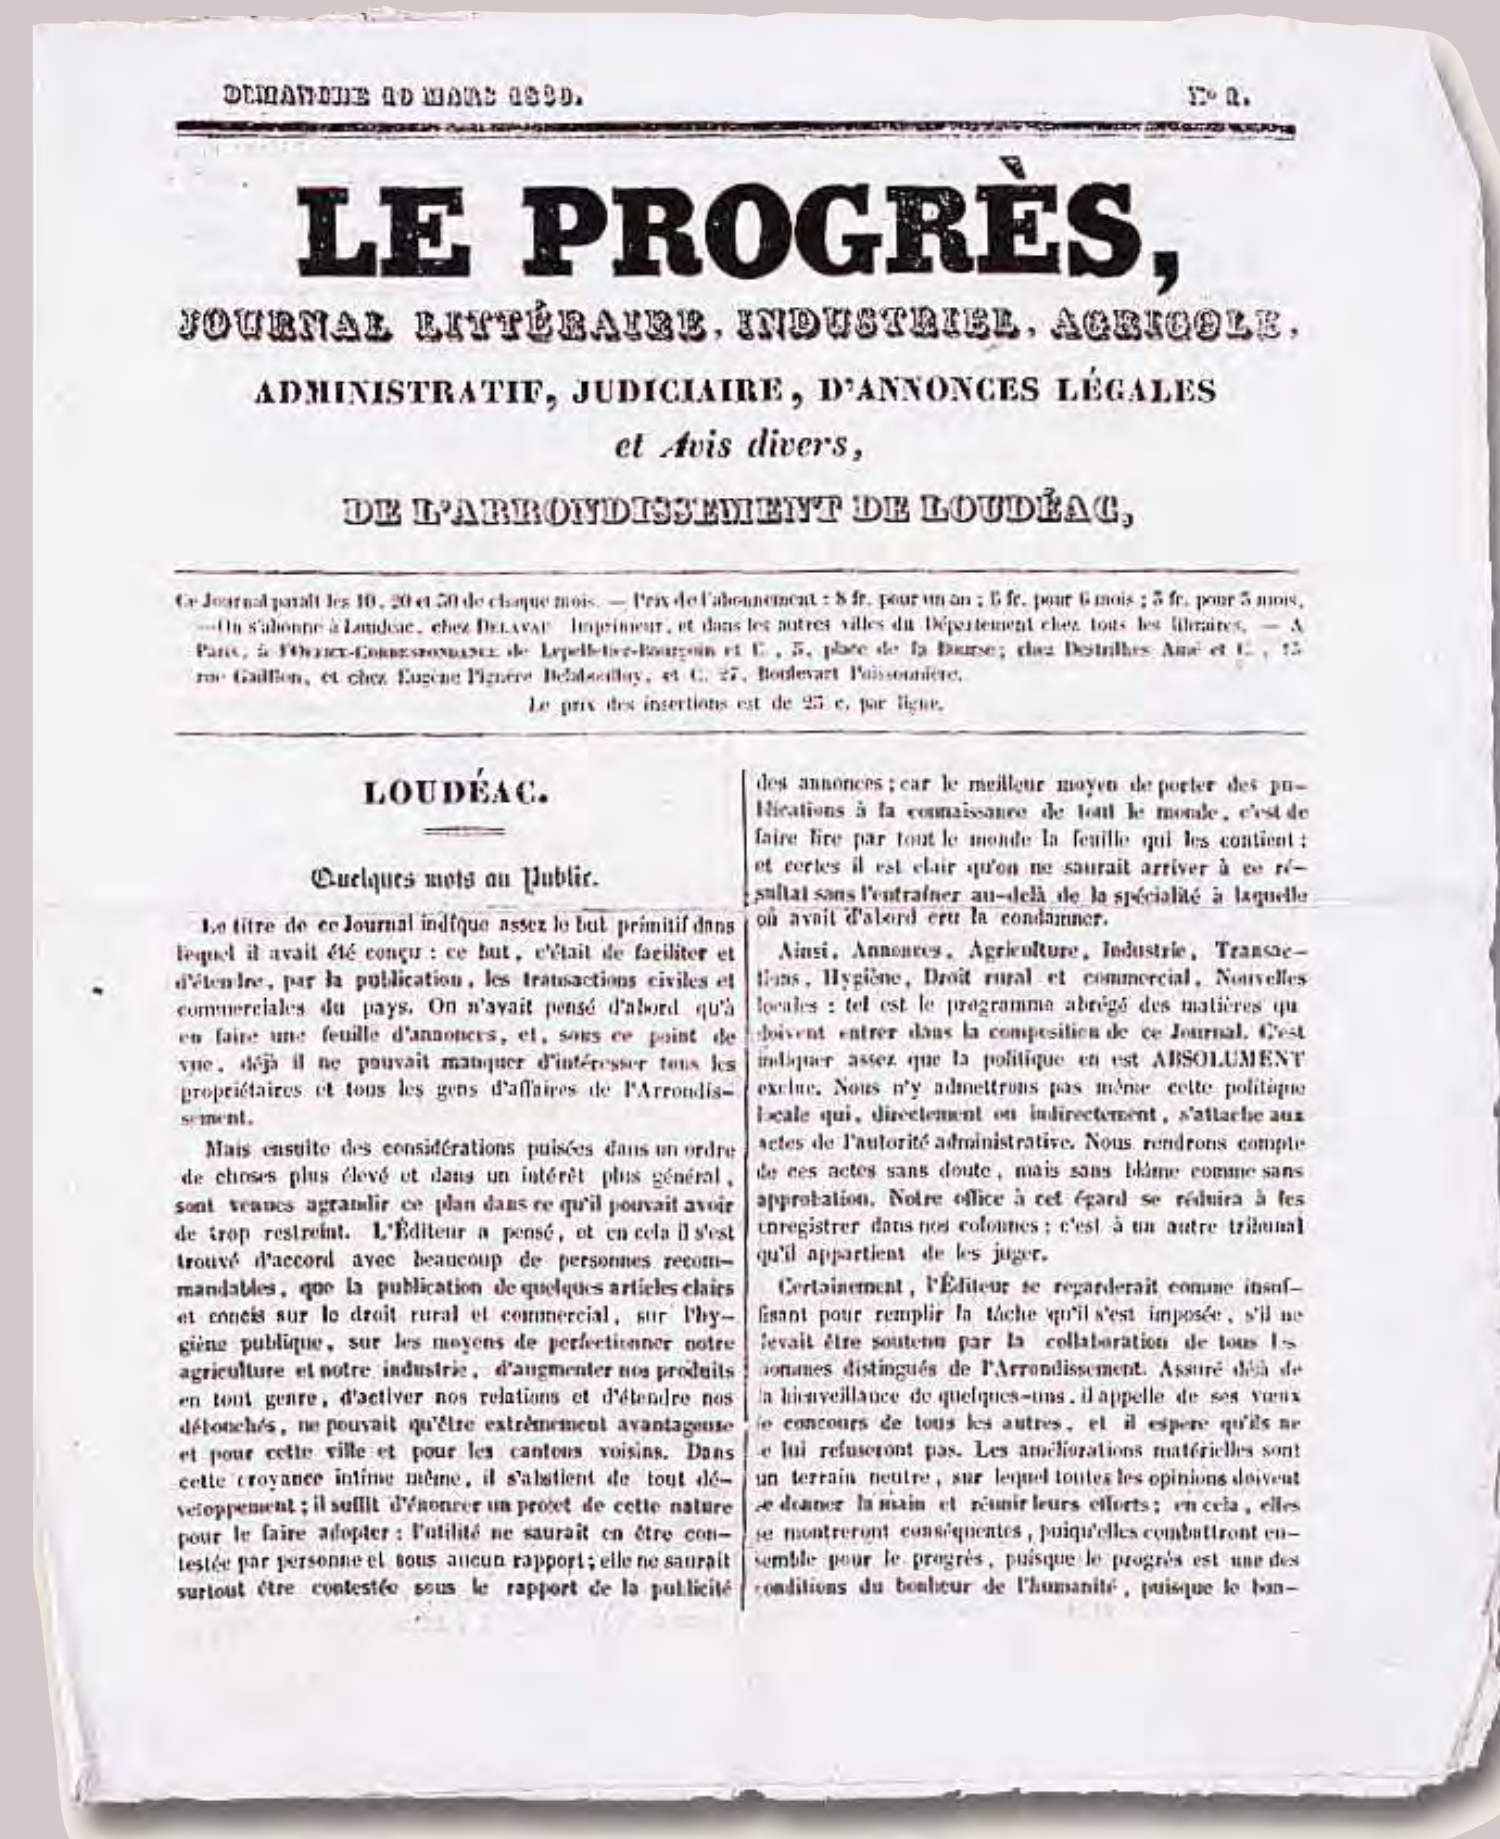 DIMANCHE 10 MARS 1839.
N° 1.
LE PROGRÈS,
JOURNAL LITTÉRAIRE, INDUSTRIEL, AGRICOLE,
ADMINISTRATIF, JUDICIAIRE, D'ANNONCES LÉGALES
et Avis divers,
DE L'ARRONDISSEMENT DE LOUDÉAC,
Ce Journal paraît les 10, 20 et 30 de chaque mois. — Prix de l'abonnement : 8 fr. pour un an ; 5 fr. pour 6 mois ; 3 fr. pour 3 mois.
— On s'abonne à Loudéac, chez DELAVAU Imprimeur, et dans les autres villes du Département chez tous les libraires. — A
Paris, à l'OFFICE-CORRESPONDANCE de Lepelletier-Bourgoin et C., 5, place de la Bourse ; chez Destrilhes Aîné et C.,
rue Gaillon, et chez Eugène et C. 27, Boulevart Poissonnière.
Le prix des insertions est de 25 c. par ligne.
LOUDÉAC.
Quelques mots au Public.
Le titre de ce Journal indique assez le but primitif dans
lequel il avait été conçu : ce but, c'était de faciliter et
d'étendre, par la publication, les transactions civiles et
commerciales du pays. On n'avait pensé d'abord qu'à
en faire une feuille d'annonces, et, sous ce point de
vue, déjà il ne pouvait manquer d'intéresser tous les
propriétaires et tous les gens d'affaires de l'Arrondis-
sement.
Mais ensuite des considérations puisées dans un ordre
de choses plus élevé et dans un intérêt plus général,
sont venues agrandir ce plan dans ce qu'il pouvait avoir
de trop restreint. L'Éditeur a pensé, et en cela il s'est
trouvé d'accord avec beaucoup de personnes recom-
mandables, que la publication de quelques articles clairs
et concis sur le droit rural et commercial, sur l'hy-
giène publique, sur les moyens de perfectionner notre
agriculture et notre industrie, d'augmenter nos produits
en tout genre, d'activer nos relations et d'étendre nos
débouchés, ne pouvait qu'être extrêmement avantageuse
et pour cette ville et pour les cantons voisins. Dans
cette croyance intime même, il s'abstient de tout dé-
veloppement ; il suffit d'énoncer un projet de cette nature
pour le faire adopter : l'utilité ne saurait en être con-
testée par personne et sous aucun rapport ; elle ne saurait
surtout être contestée sous le rapport de la publicité
des annonces ; car le meilleur moyen de porter des pu-
blications à la connaissance de tout le monde, c'est de
faire lire par tout le monde la feuille qui les contient :
et certes il est clair qu'on ne saurait arriver à ce ré-
sultat sans l'entraîner au-delà de la spécialité à laquelle
on avait d'abord cru la condamner.
Ainsi, Annonces, Agriculture, Industrie, Transac-
tions, Hygiène, Droit rural et commercial, Nouvelles
locales : tel est le programme abrégé des matières qu
doivent entrer dans la composition de ce Journal. C'est
indiquer assez que la politique en est ABSOLUMENT
exclue. Nous n'y admettrons pas même cette politique
locale qui, directement ou indirectement, s'attache aux
actes de l'autorité administrative. Nous rendrons compte
de ces actes sans doute, mais sans blâme comme sans
approbation. Notre office à cet égard se réduira à les
enregistrer dans nos colonnes ; c'est à un autre tribunal
qu'il appartient de les juger.
Certainement, l'Éditeur se regarderait comme insuf-
fisant pour remplir la tâche qu'il s'est imposée, s'il ne
devait être soutenu par la collaboration de tous les
hommes distingués de l'Arrondissement. Assuré déjà de
la bienveillance de quelques-uns, il appelle de ses vœux
le concours de tous les autres, et il espère qu'ils ne
le lui refuseront pas. Les améliorations matérielles sont
un terrain neutre, sur lequel toutes les opinions doivent
se donner la main et réunir leurs efforts ; en cela, elles
se montreront conséquentes, puiqu'elles combattront en-
semble pour le progrès, puisque le progrès est une des
conditions du bonheur de l'humanité, puisque le bon-